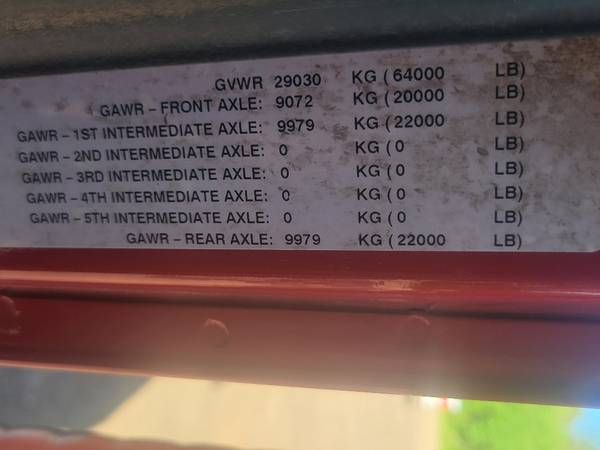 GVWR 29030 KG ( 64000 LB)
GAWR - FRONT AXLE: 9072 KG ( 20000 LB)
GAWR - 1ST INTERMEDIATE AXLE: 9979 KG ( 22000 LB)
GAWR - 2ND INTERMEDIATE AXLE: 0 KG ( 0 LB)
GAWR - 3RD INTERMEDIATE AXLE: 0 KG ( 0 LB)
GAWR - 4TH INTERMEDIATE AXLE: 0 KG ( 0 LB)
GAWR - 5TH INTERMEDIATE AXLE: 0 KG ( 0 LB)
GAWR - REAR AXLE: 9979 KG ( 22000 LB)